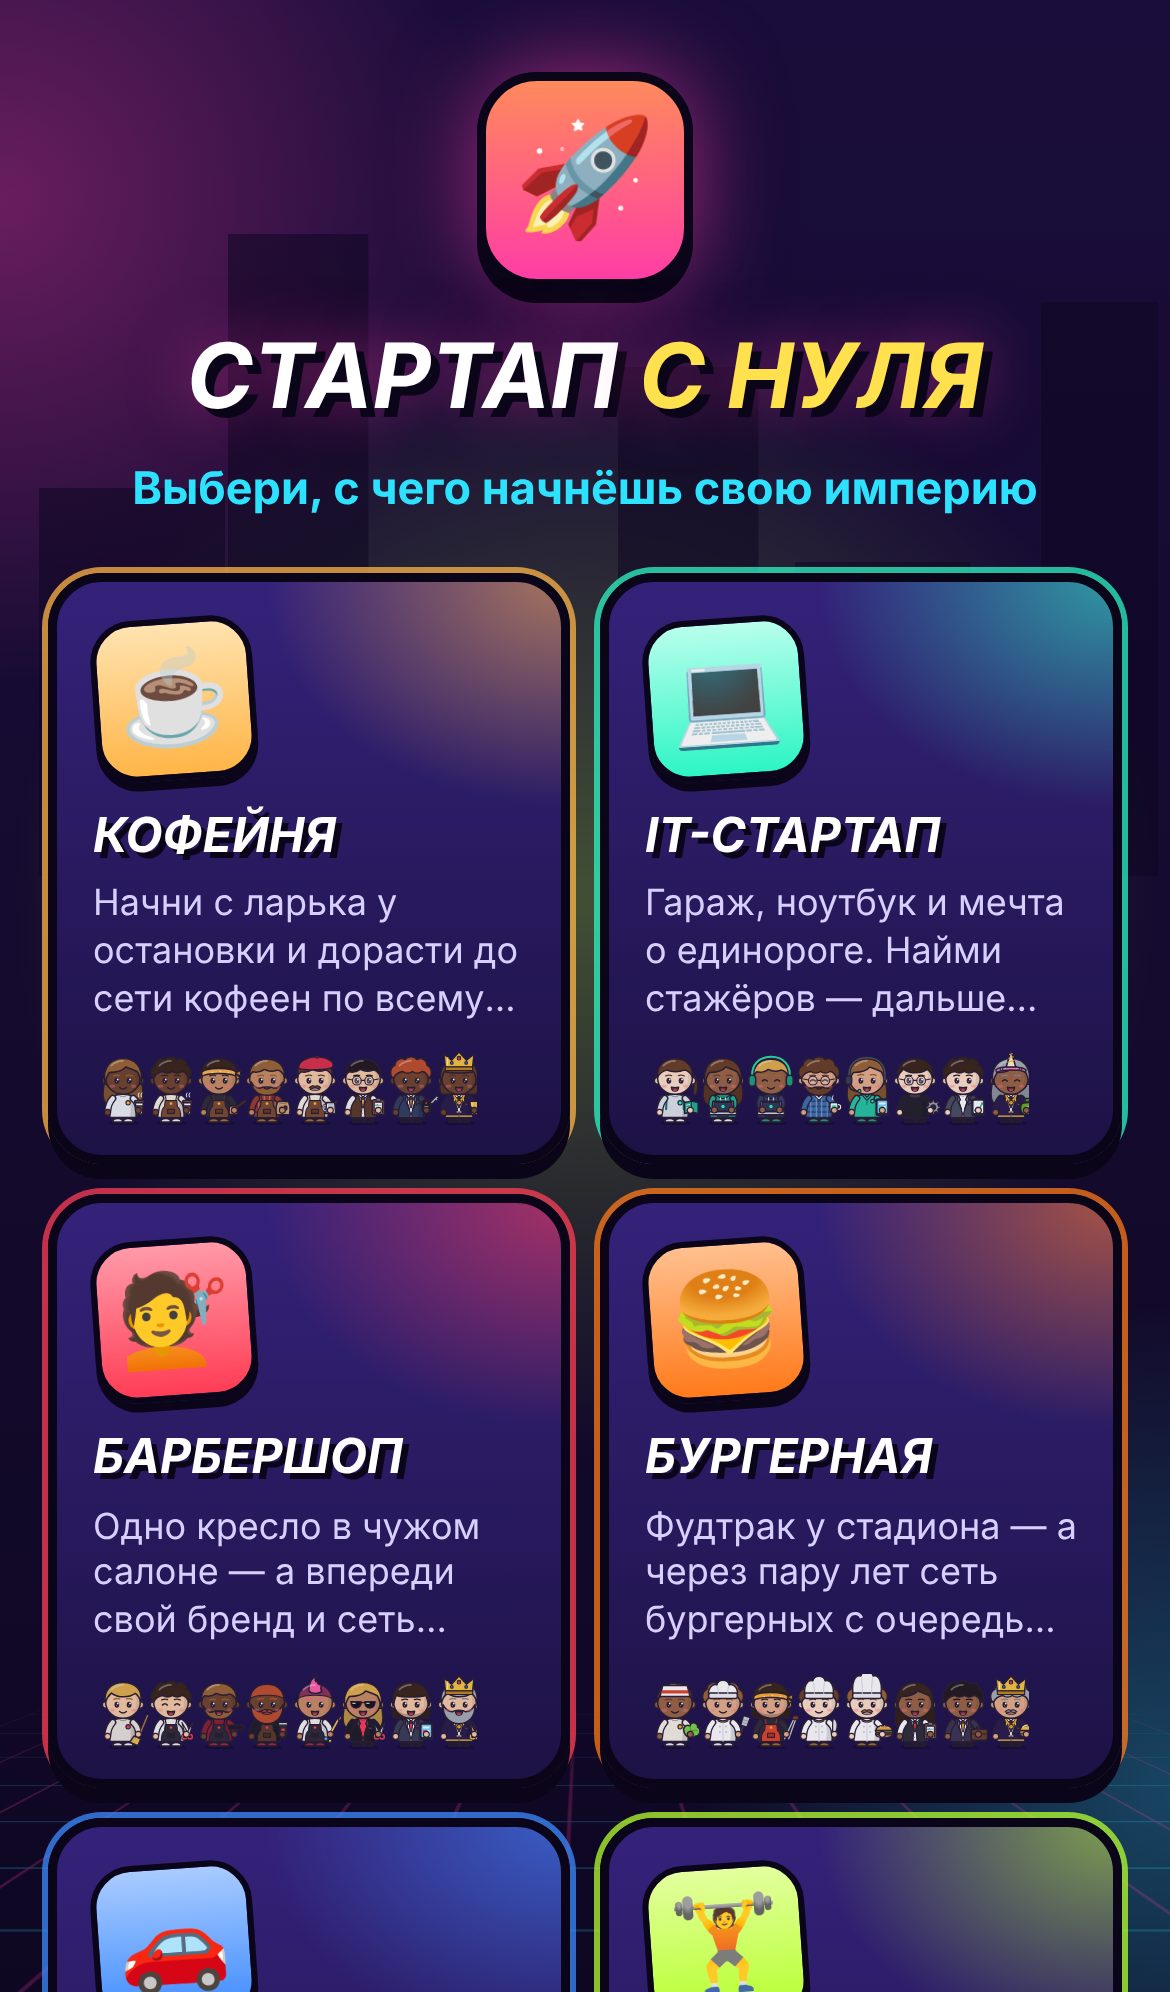 СТАРТАП С НУЛЯ
Выбери, с чего начнёшь свою империю
КОФЕЙНЯ
Начни с ларька у
остановки и дорасти до
сети кофеен по всему...
IT-СТАРТАП
Гараж, ноутбук и мечта
о единороге. Найми
стажёров — дальше...
БАРБЕРШОП
Одно кресло в чужом
салоне — а впереди
свой бренд и сеть...
БУРГЕРНАЯ
Фудтрак у стадиона — а
через пару лет сеть
бургерных с очередь...